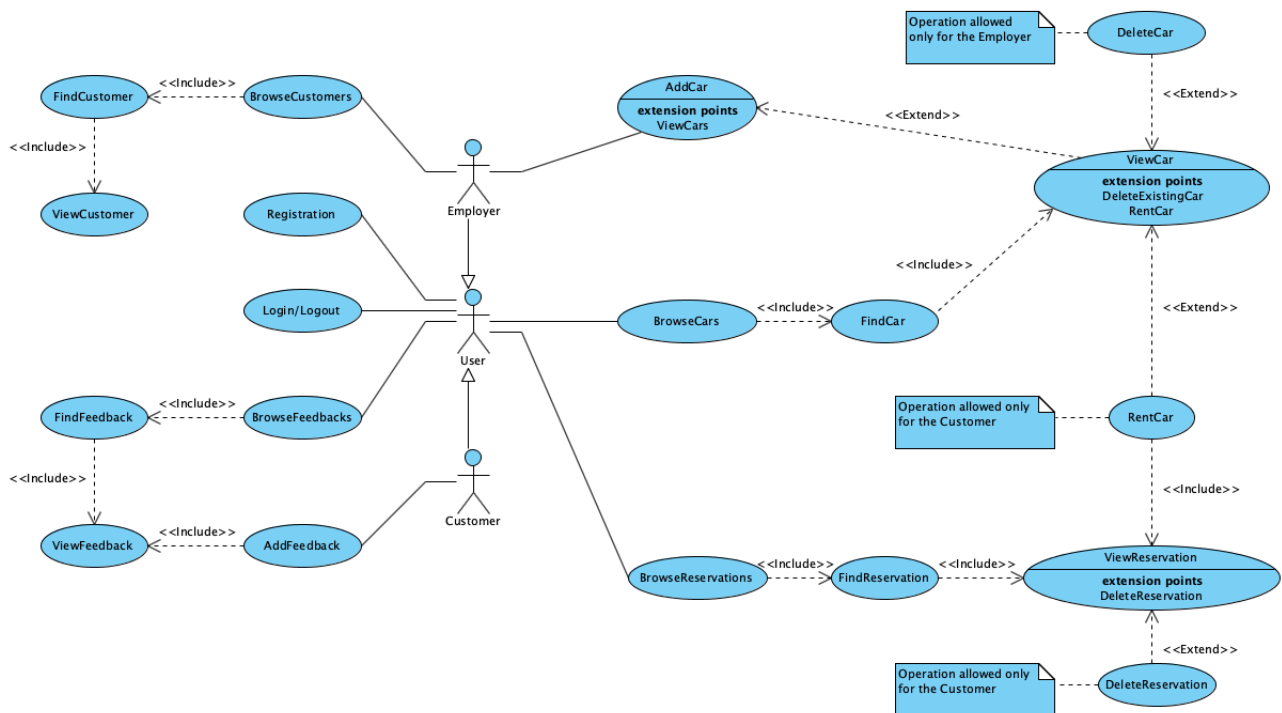 Operation allowed
only for the Employer
DeleteCar
<<Include>>
FindCustomer
BrowseCustomers
AddCar
extension points
ViewCars
<<Extend>>
<<Extend>>
<<Include>>
ViewCar
extension points
DeleteExistingCar
RentCar
ViewCustomer
Registration
Employer
<<Include>>
Login/Logout
<<Include>>
BrowseCars
FindCar
<<Extend>>
User
<<Include>>
FindFeedback
BrowseFeedbacks
Operation allowed only
for the Customer
RentCar
<<Include>>
<<Include>>
Customer
<<Include>>
ViewFeedback
AddFeedback
ViewReservation
extension points
DeleteReservation
<<Include>>
<<Include>>
BrowseReservations
FindReservation
<<Extend>>
Operation allowed only
for the Customer
DeleteReservation